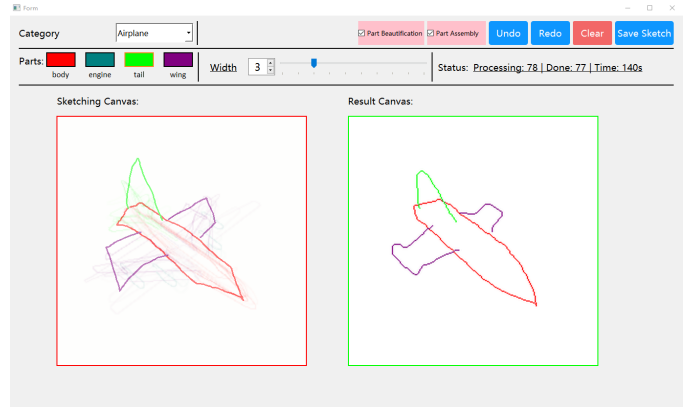 Form
Category Airplane Part Beautification Part Assembly Undo Redo Clear Save Sketch
Parts: body engine tail wing Width 3 Status: Processing: 78 | Done: 77 | Time: 140s
Sketching Canvas: Result Canvas: